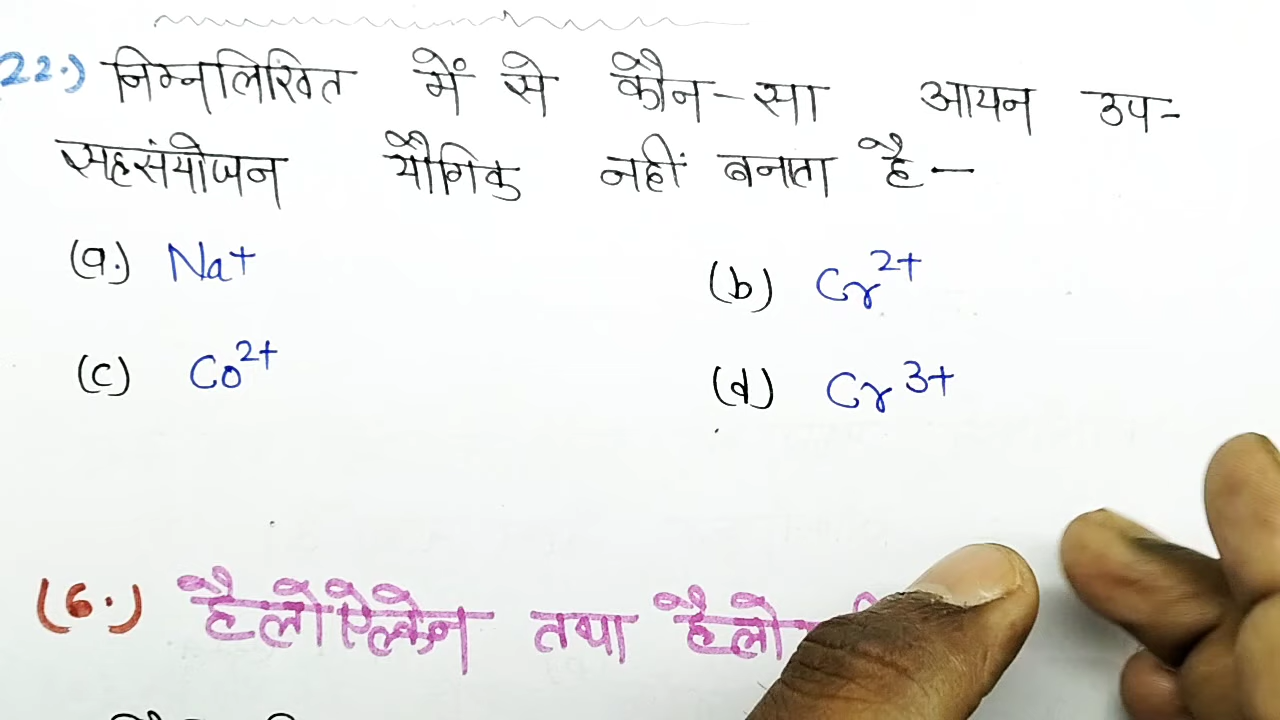 22.) निम्नलिखित में से कौन-सा आयन उप-
सहसंयोजन यौगिक नहीं बनाता है-
(a.) Na+
(b) Cr2+
(c) Co2+
(d) Cr3+
(6.) हैलोऐल्केन तथा